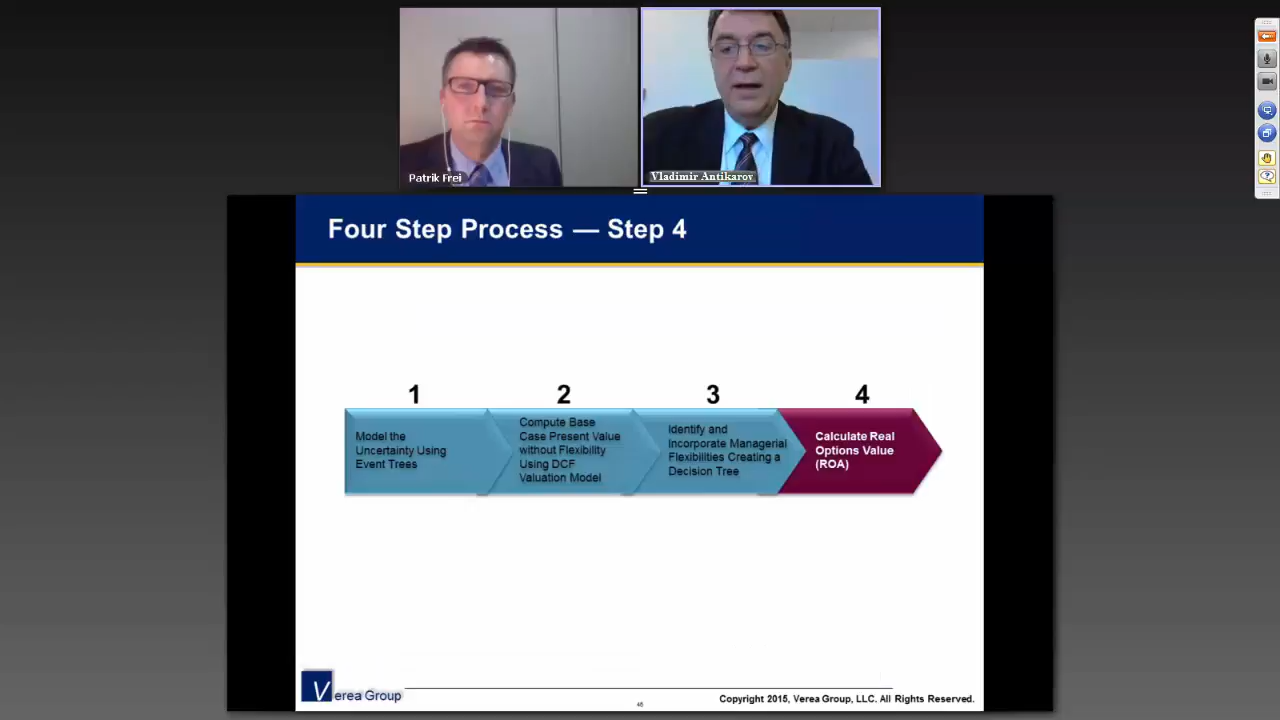 Patrik Frei
Vladimir Antikarov
Four Step Process — Step 4
1
2
3
4
Model the
Uncertainty Using
Event Trees
Compute Base
Case Present Value
without Flexibility
Using DCF
Valuation Model
Identify and
Incorporate Managerial
Flexibilities Creating a
Decision Tree
Calculate Real
Options Value
(ROA)
Verea Group
Copyright 2015, Verea Group, LLC. All Rights Reserved.